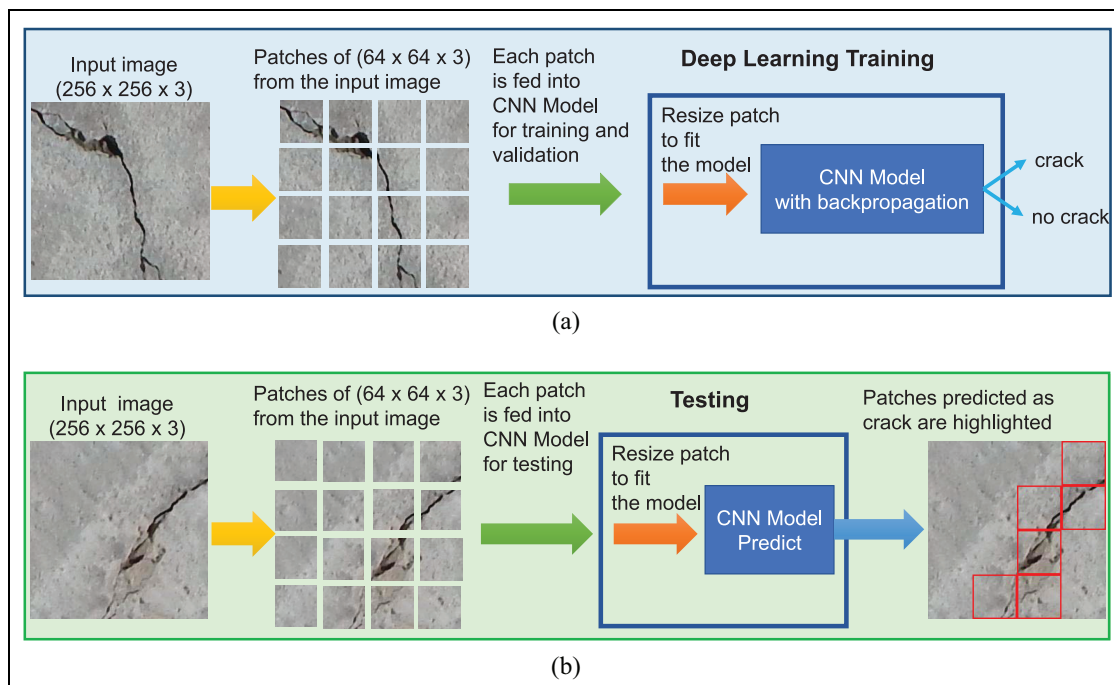 Input image
(256 x 256 x 3)
Patches of (64 x 64 x 3)
from the input image
Each patch
is fed into
CNN Model
for training and
validation
Deep Learning Training
Resize patch
to fit
the model
CNN Model
with backpropagation
crack
no crack
(a)
Input image
(256 x 256 x 3)
Patches of (64 x 64 x 3)
from the input image
Each patch
is fed into
CNN Model
for testing
Testing
Resize patch
to fit
the model
CNN Model
Predict
Patches predicted as
crack are highlighted
(b)